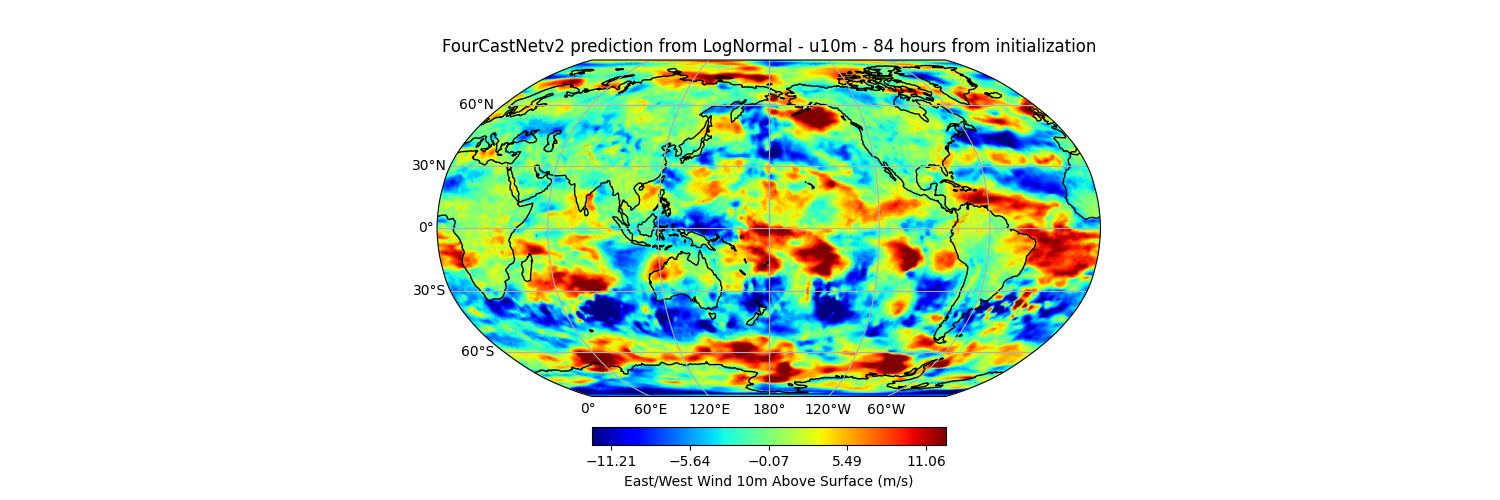 FourCastNetv2 prediction from LogNormal - u10m - 84 hours from initialization
60°N
30°N
0°
30°S
60°S
0° 60°E 120°E 180° 120°W 60°W
−11.21 −5.64 −0.07 5.49 11.06
East/West Wind 10m Above Surface (m/s)